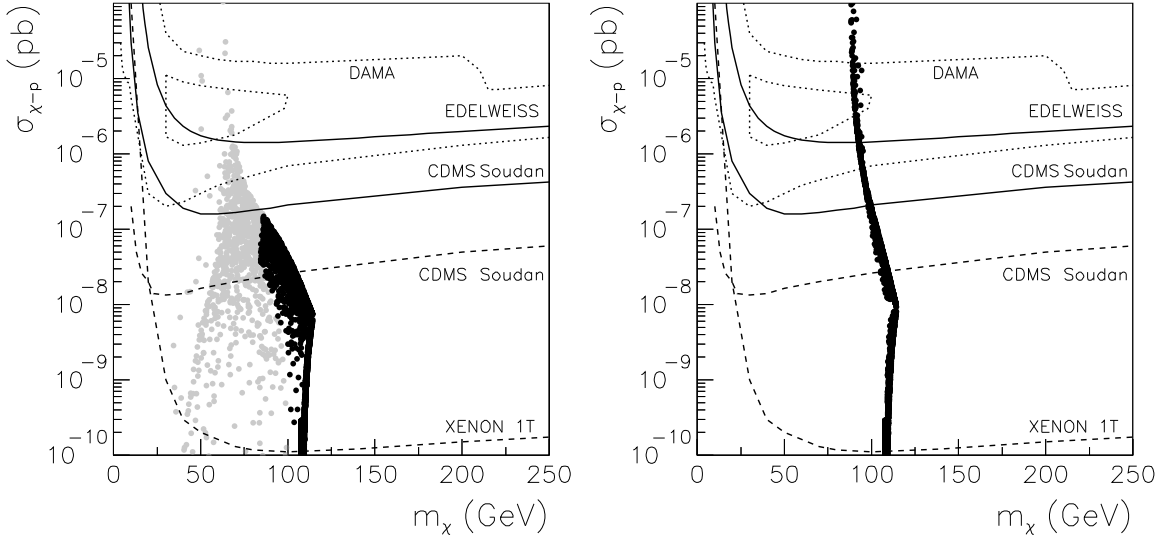 σχ-p (pb)
10⁻⁵
10⁻⁶
10⁻⁷
10⁻⁸
10⁻⁹
10⁻¹⁰
DAMA
EDELWEISS
CDMS Soudan
CDMS Soudan
XENON 1T
0 50 100 150 200 250
mχ (GeV)
σχ-p (pb)
10⁻⁵
10⁻⁶
10⁻⁷
10⁻⁸
10⁻⁹
10⁻¹⁰
DAMA
EDELWEISS
CDMS Soudan
CDMS Soudan
XENON 1T
0 50 100 150 200 250
mχ (GeV)